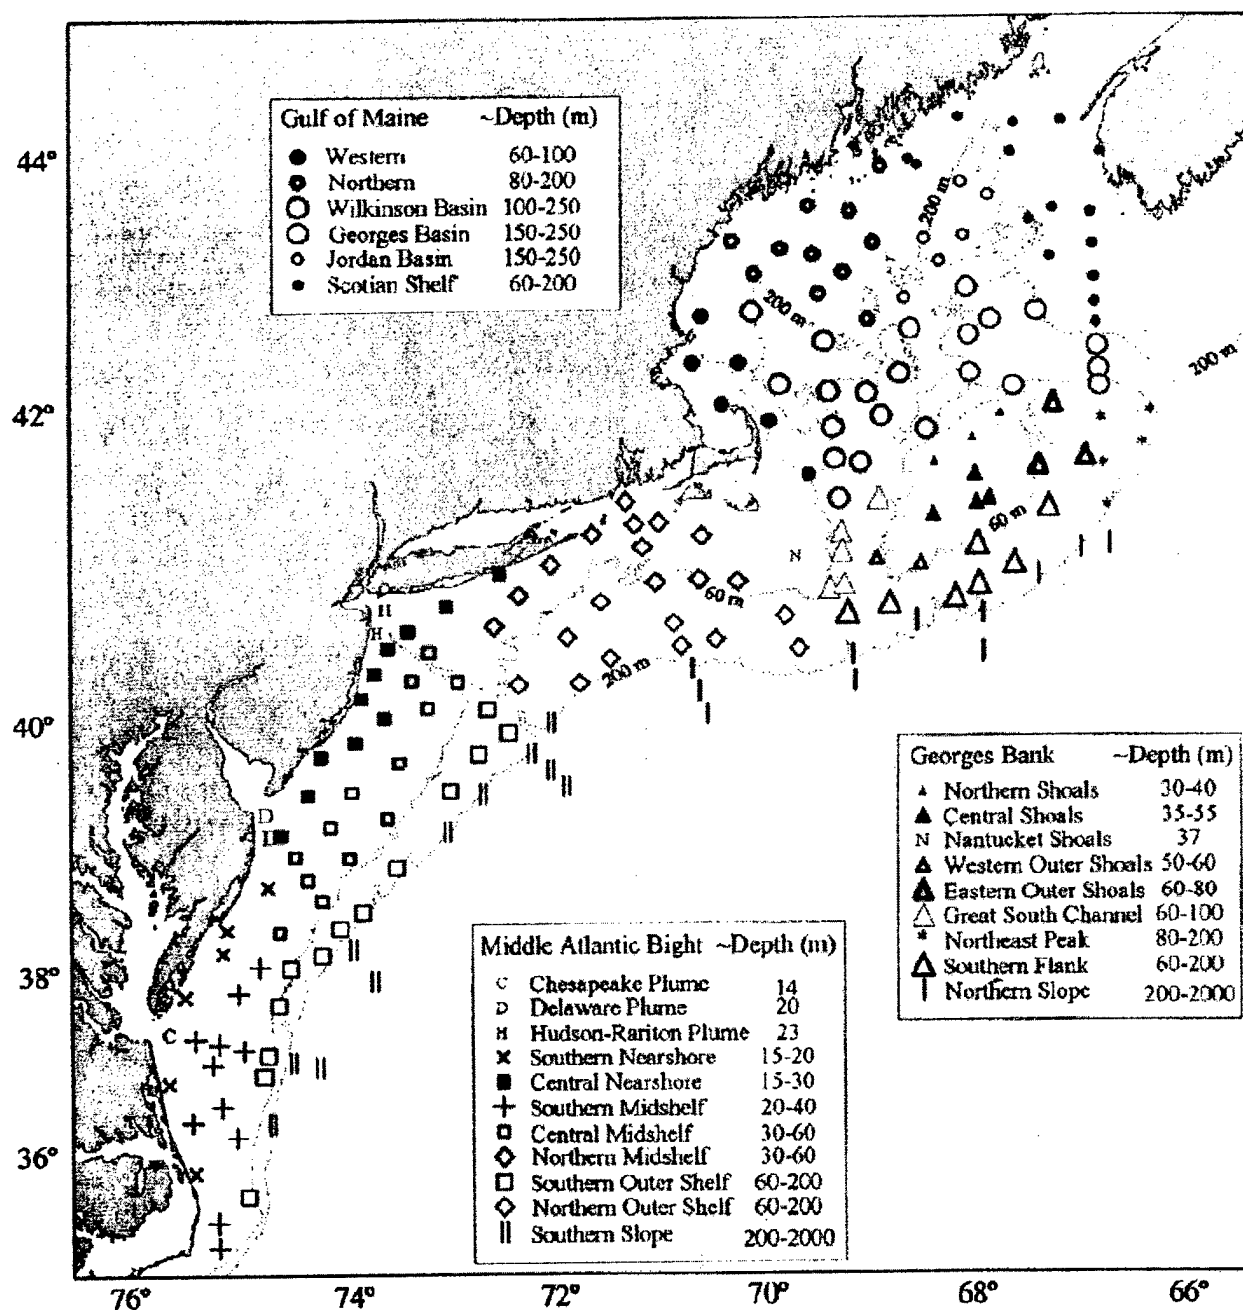 Gulf of Maine ~Depth (m)
Western 60-100
Northern 80-200
Wilkinson Basin 100-250
Georges Basin 150-250
Jordan Basin 150-250
Scotian Shelf 60-200
44°
200 m
200 m
200 m
42°
60 m
60 m
N
H
H
200 m
40°
Georges Bank ~Depth (m)
Northern Shoals 30-40
Central Shoals 35-55
N Nantucket Shoals 37
Western Outer Shoals 50-60
Eastern Outer Shoals 60-80
Great South Channel 60-100
Northeast Peak 80-200
Southern Flank 60-200
Northern Slope 200-2000
D
D
Middle Atlantic Bight ~Depth (m)
C Chesapeake Plume 14
D Delaware Plume 20
H Hudson-Rariton Plume 23
Southern Nearshore 15-20
Central Nearshore 15-30
Southern Midshelf 20-40
Central Midshelf 30-60
Northern Midshelf 30-60
Southern Outer Shelf 60-200
Northern Outer Shelf 60-200
Southern Slope 200-2000
38°
C
36°
76° 74° 72° 70° 68° 66°